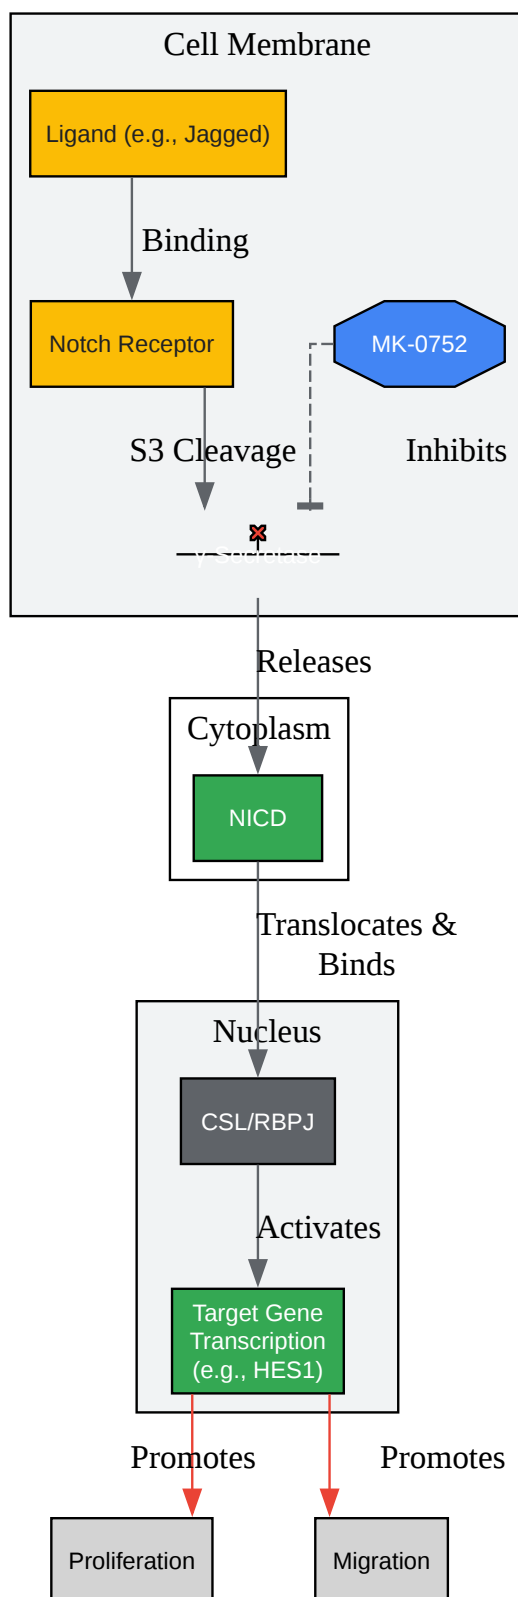 Cell Membrane
Ligand (e.g., Jagged)
Binding
Notch Receptor
MK-0752
S3 Cleavage
Inhibits
γ-Secretase
Releases
Cytoplasm
NICD
Translocates &
Binds
Nucleus
CSL/RBPJ
Activates
Target Gene
Transcription
(e.g., HES1)
Promotes
Promotes
Proliferation
Migration